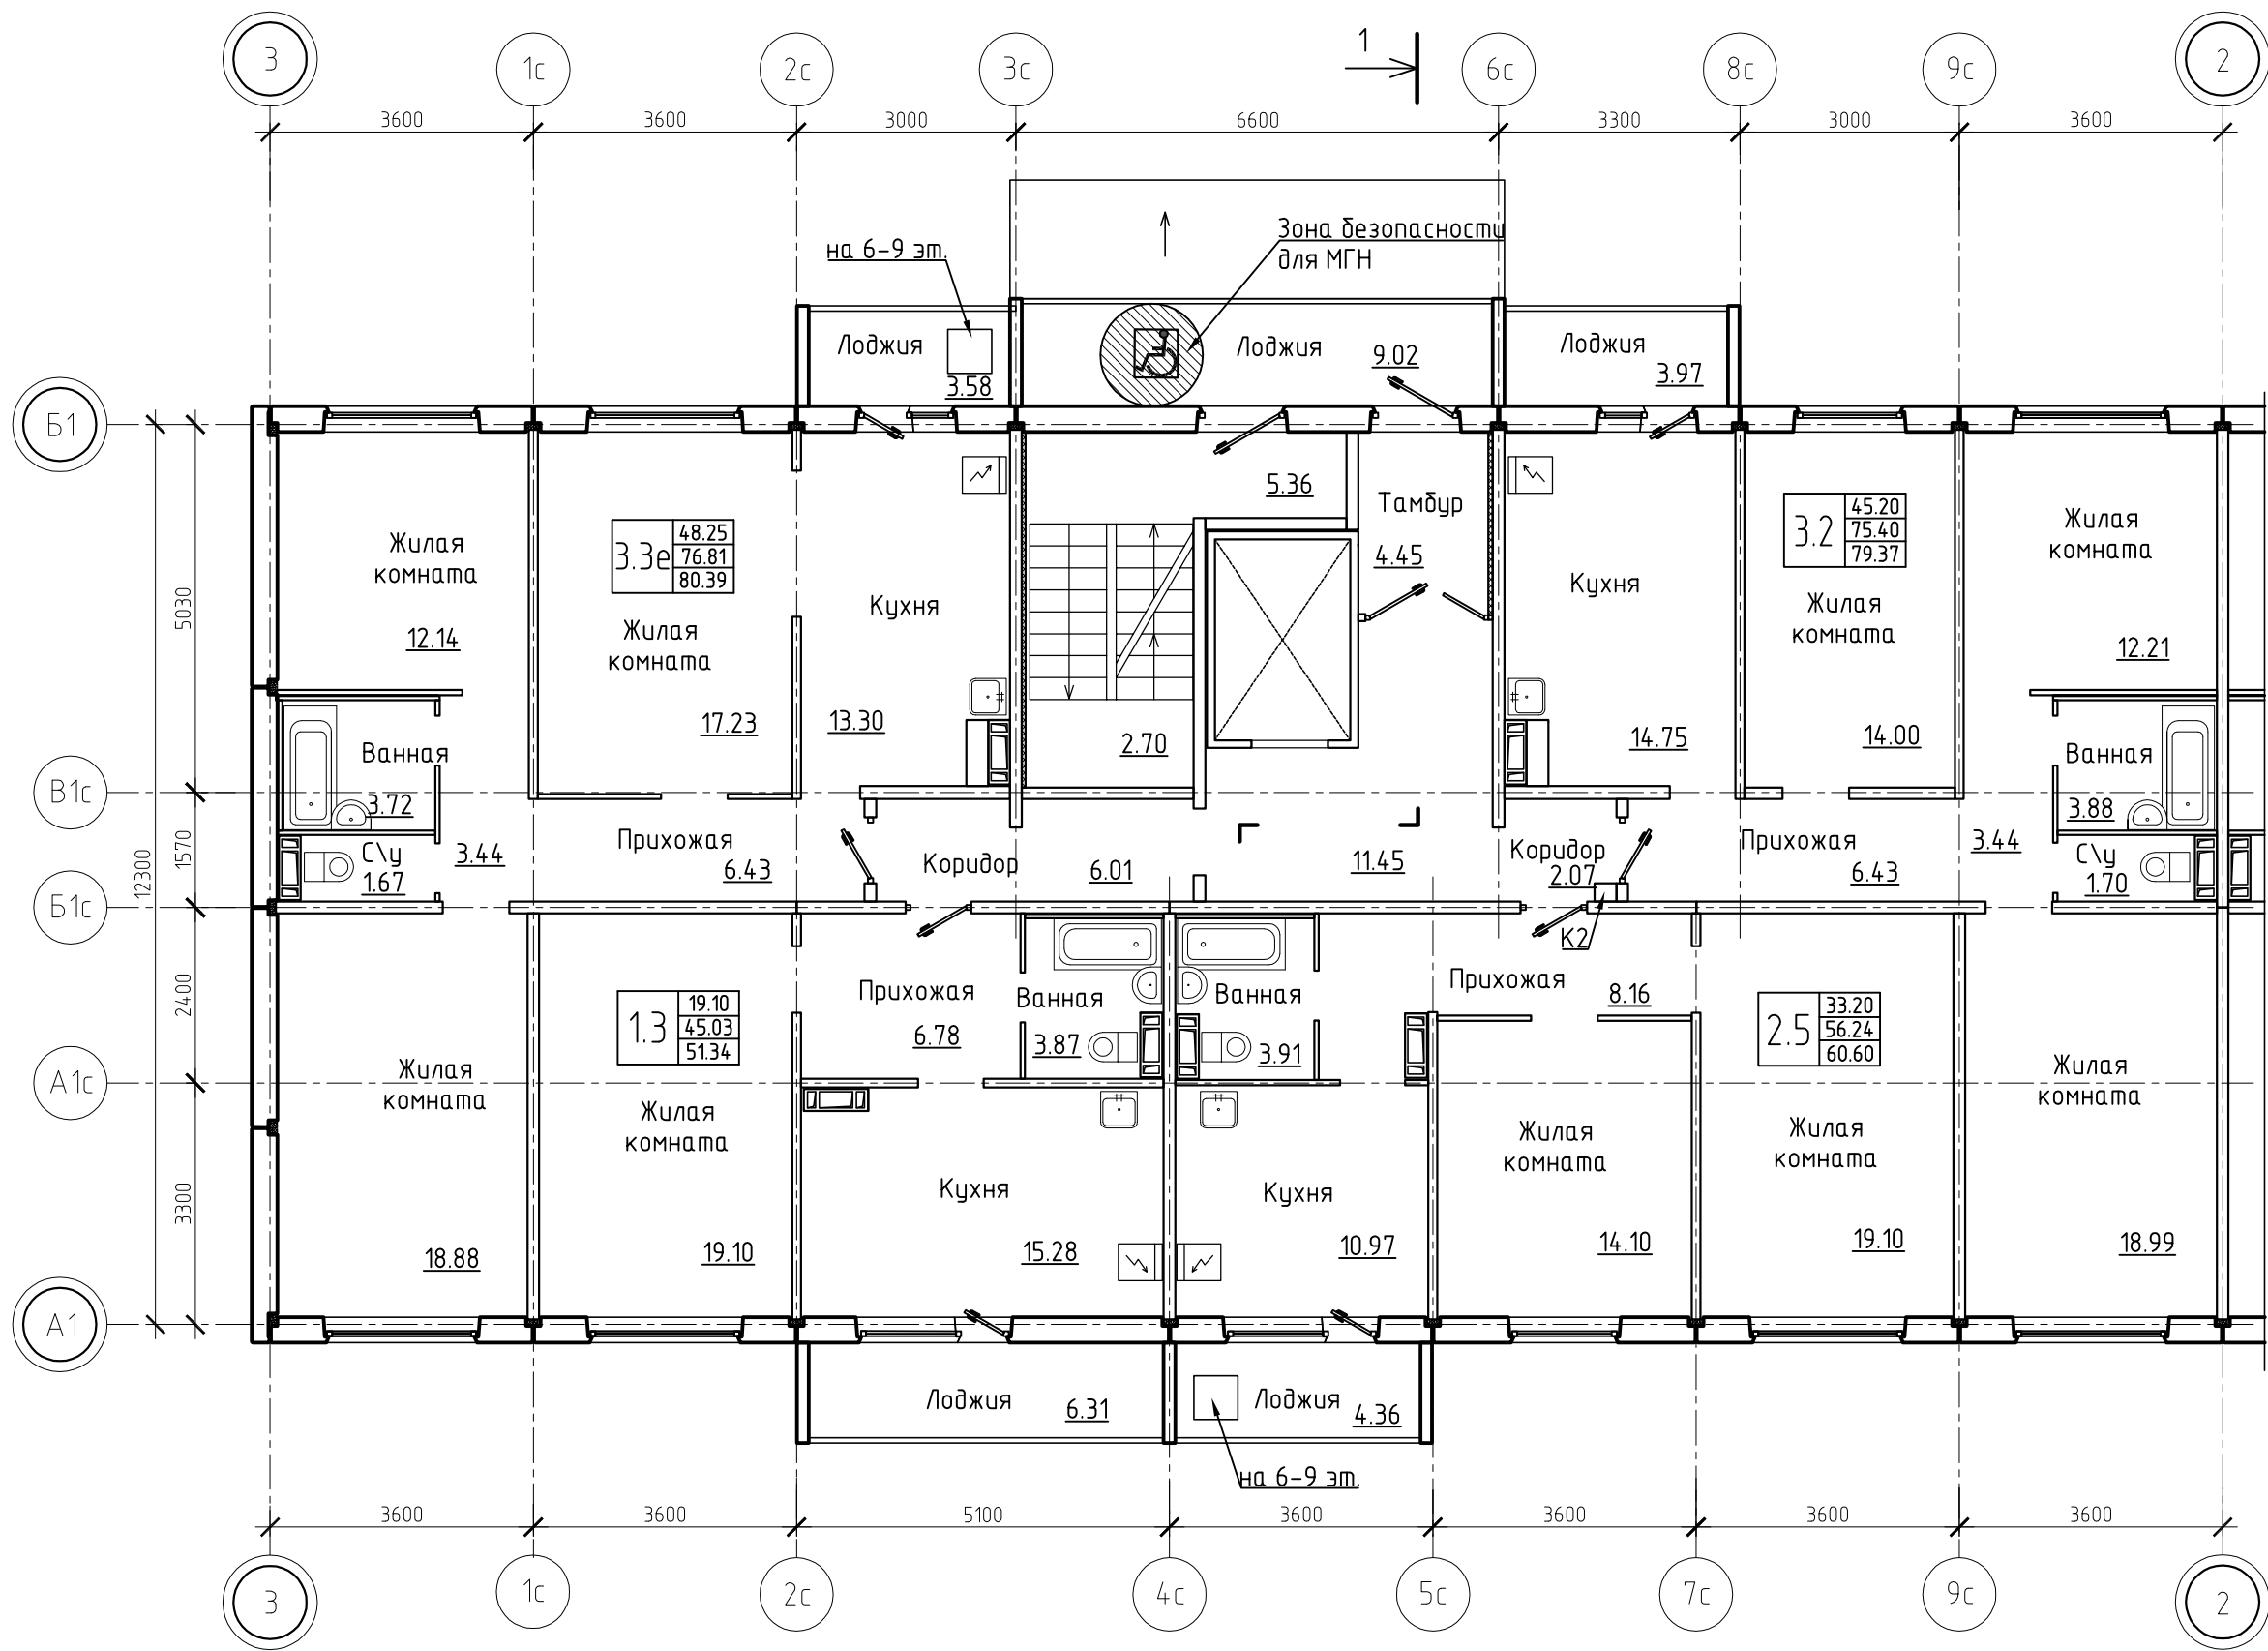 3
1с
2с
3с
1
6с
8с
9с
2
3600
3600
3000
6600
3300
3000
3600
на 6-9 эт.
Зона безопасности
для МГН
Лоджия
3.58
Лоджия
9.02
Лоджия
3.97
Б1
Жилая
комната
12.14
3.3е
48.25
76.81
80.39
Жилая
комната
17.23
Кухня
13.30
5.36
Тамбур
4.45
2.70
Кухня
14.75
3.2
45.20
75.40
79.37
Жилая
комната
14.00
Жилая
комната
12.21
5030
12300
1570
2400
3300
В1с
Ванная
3.72
С\у
1.67
3.44
Прихожая
6.43
Коридор
6.01
11.45
Коридор
2.07
Прихожая
6.43
3.44
Ванная
3.88
С\у
1.70
Б1с
К2
А1с
Жилая
комната
18.88
1.3
19.10
45.03
51.34
Жилая
комната
19.10
Прихожая
6.78
Ванная
3.87
Ванная
3.91
Прихожая
8.16
2.5
33.20
56.24
60.60
Кухня
15.28
Кухня
10.97
Жилая
комната
14.10
Жилая
комната
19.10
Жилая
комната
18.99
А1
Лоджия
6.31
Лоджия
4.36
на 6-9 эт.
3600
3600
5100
3600
3600
3600
3600
3
1с
2с
4с
5с
7с
9с
2